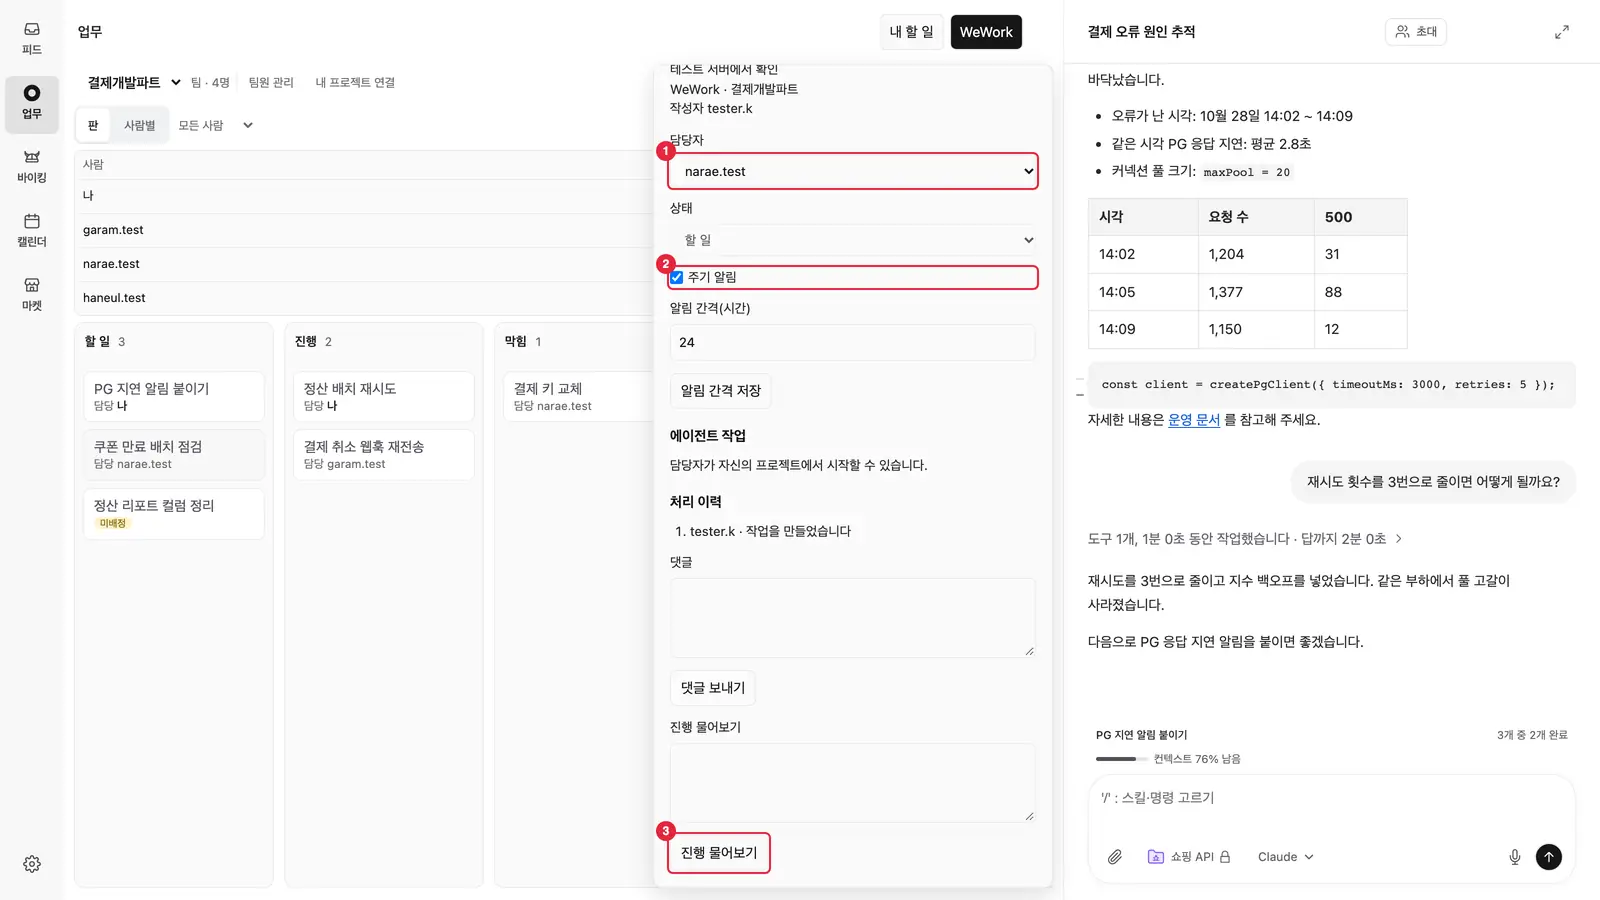 피드
업무
바이킹
캘린더
마켓
업무
내 할 일
WeWork
결제개발파트
팀 · 4명
팀원 관리
내 프로젝트 연결
판
사람별
모든 사람
사람
나
garam.test
narae.test
haneul.test
할 일 3
PG 지연 알림 붙이기
담당 나
쿠폰 만료 배치 점검
담당 narae.test
정산 리포트 컬럼 정리
미배정
진행 2
정산 배치 재시도
담당 나
결제 취소 웹훅 재전송
담당 garam.test
막힘 1
결제 키 교체
담당 narae.test
테스트 서버에서 확인
WeWork · 결제개발파트
작성자 tester.k
담당자
1
narae.test
상태
할 일
2
주기 알림
알림 간격(시간)
24
알림 간격 저장
에이전트 작업
담당자가 자신의 프로젝트에서 시작할 수 있습니다.
처리 이력
1. tester.k · 작업을 만들었습니다
댓글
댓글 보내기
진행 물어보기
3
진행 물어보기
결제 오류 원인 추적
초대
바닥났습니다.
• 오류가 난 시각: 10월 28일 14:02 ~ 14:09
• 같은 시각 PG 응답 지연: 평균 2.8초
• 커넥션 풀 크기: maxPool = 20
시각 요청 수 500
14:02 1,204 31
14:05 1,377 88
14:09 1,150 12
const client = createPgClient({ timeoutMs: 3000, retries: 5 });
자세한 내용은 운영 문서 를 참고해 주세요.
재시도 횟수를 3번으로 줄이면 어떻게 될까요?
도구 1개, 1분 0초 동안 작업했습니다 · 답까지 2분 0초
재시도를 3번으로 줄이고 지수 백오프를 넣었습니다. 같은 부하에서 풀 고갈이
사라졌습니다.
다음으로 PG 응답 지연 알림을 붙이면 좋겠습니다.
PG 지연 알림 붙이기
3개 중 2개 완료
컨텍스트 76% 남음
'/' : 스킬·명령 고르기
쇼핑 API
Claude